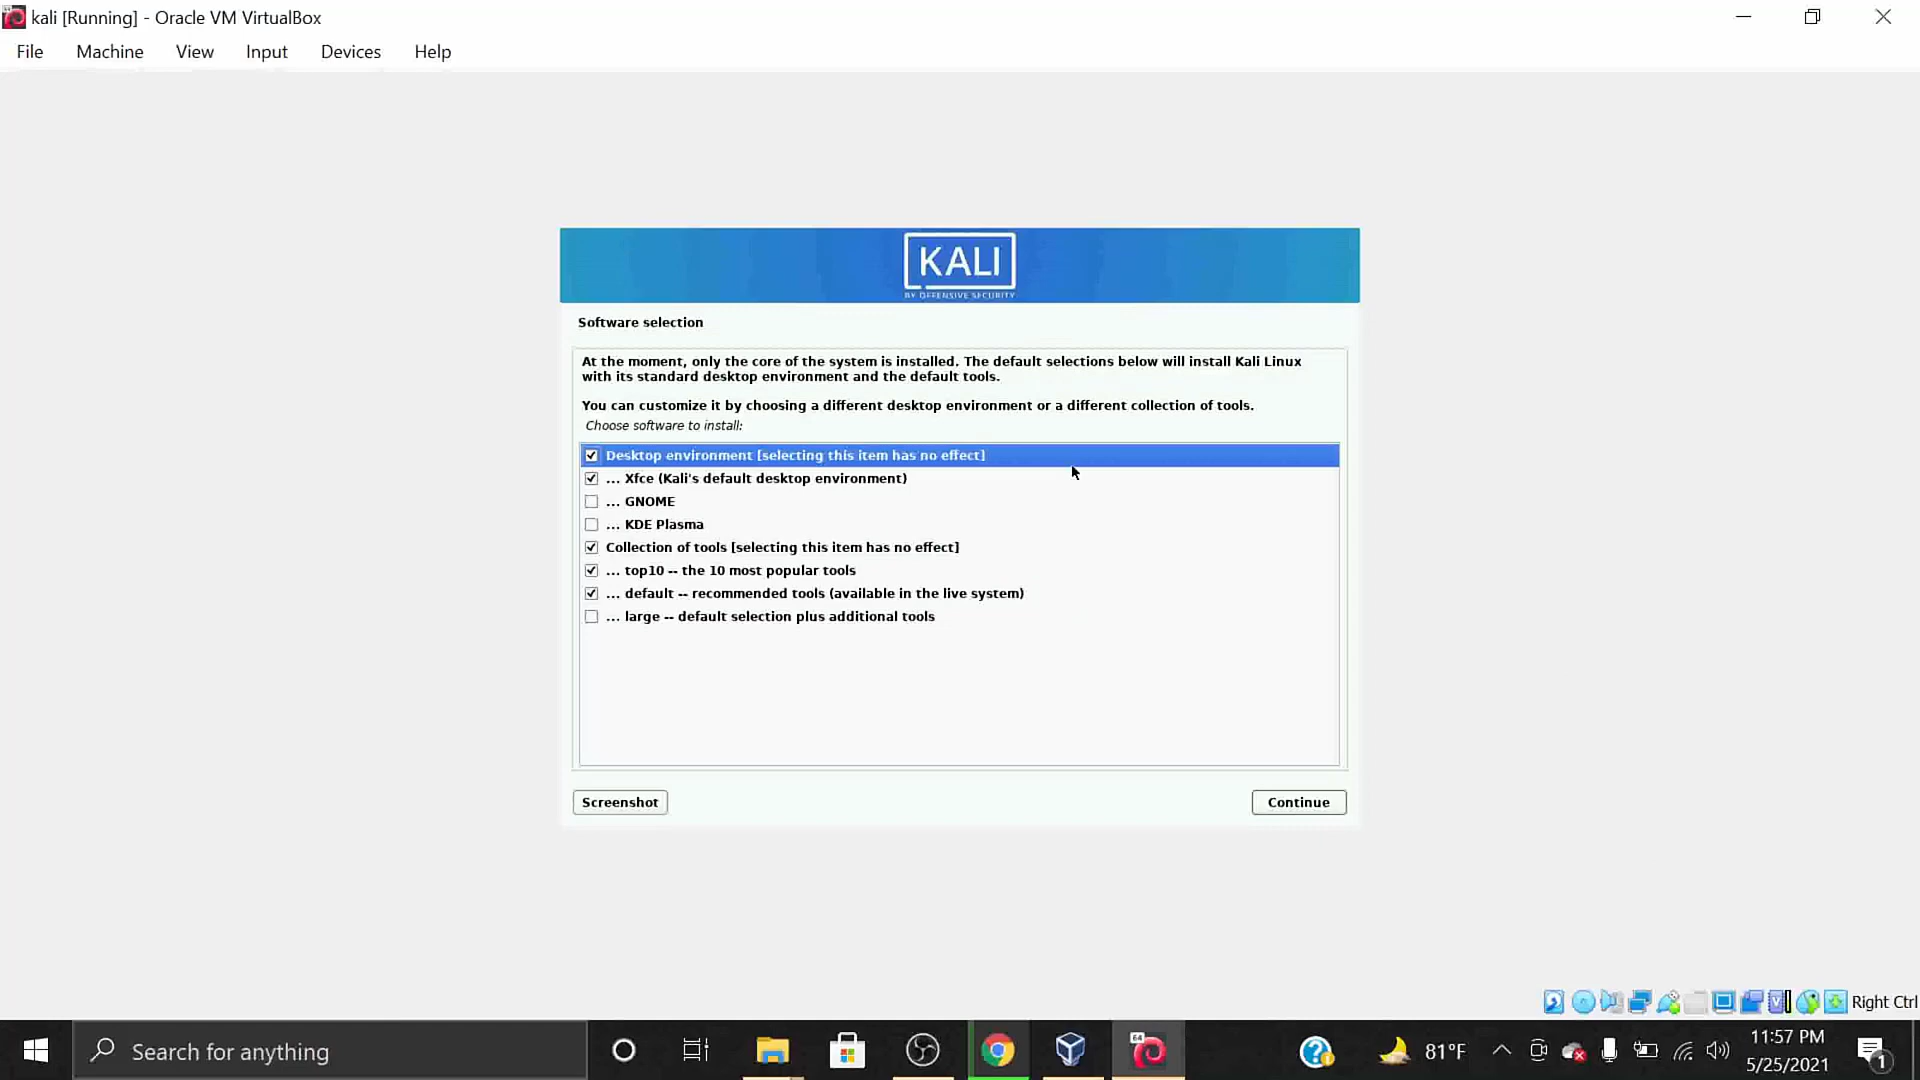 kali [Running] - Oracle VM VirtualBox
File Machine View Input Devices Help
KALI
BY OFFENSIVE SECURITY
Software selection
At the moment, only the core of the system is installed. The default selections below will install Kali Linux
with its standard desktop environment and the default tools.
You can customize it by choosing a different desktop environment or a different collection of tools.
Choose software to install:
Desktop environment [selecting this item has no effect]
... Xfce (Kali's default desktop environment)
... GNOME
... KDE Plasma
Collection of tools [selecting this item has no effect]
... top10 -- the 10 most popular tools
... default -- recommended tools (available in the live system)
... large -- default selection plus additional tools
Screenshot
Continue
Right Ctrl
Search for anything
64
81°F
11:57 PM
5/25/2021
1